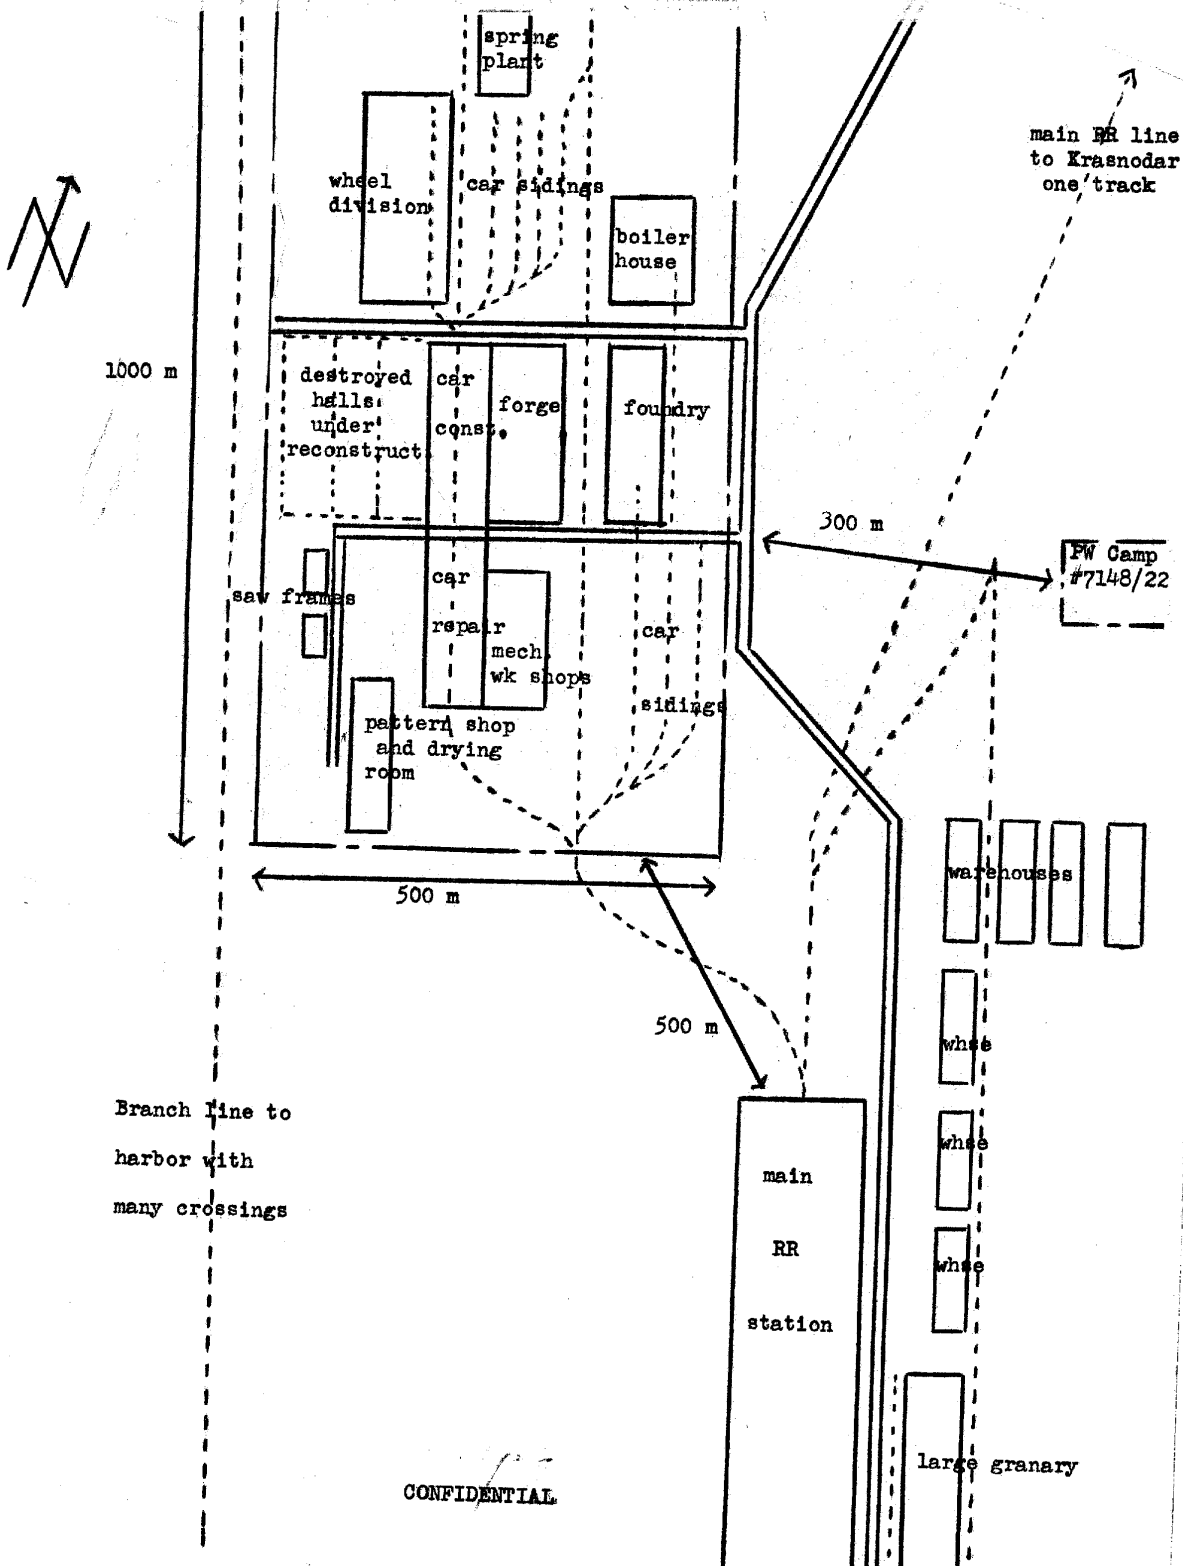 spring
plant
main RR line
to Krasnodar
one track
wheel
division
car sidings
boiler
house
N
1000 m
destroyed
halls
under
reconstruct.
car
const.
forge
foundry
300 m
PW Camp
#7148/22
saw frames
car
repair
mech.
wk shops
car
sidings
pattern shop
and drying
room
500 m
warehouses
500 m
whse
Branch line to
harbor with
many crossings
whse
main
RR
station
whse
large granary
CONFIDENTIAL